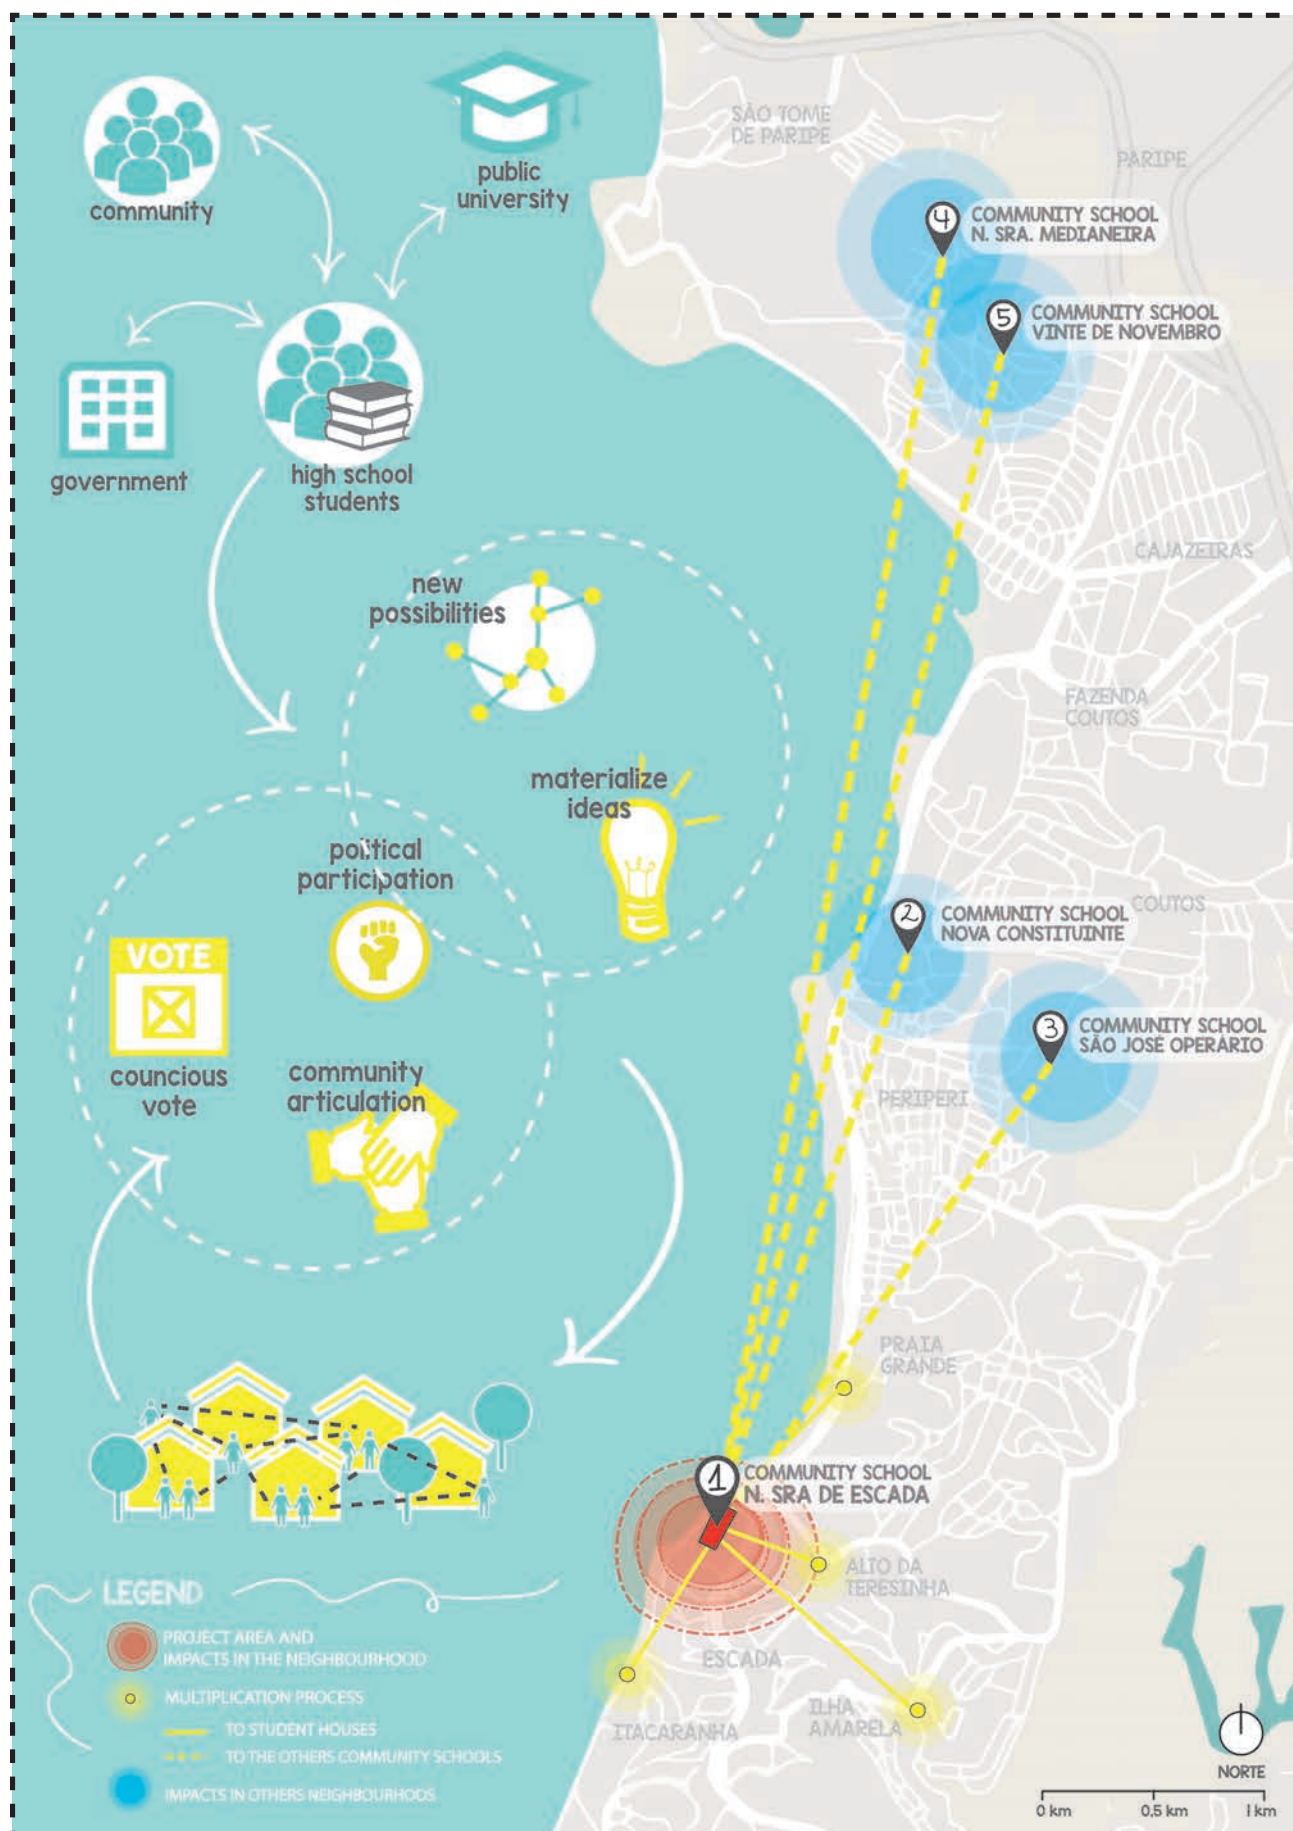 community
public
university
government
high school
students
new
possibilities
materialize
ideas
political
participation
VOTE
councious
vote
community
articulation
SÃO TOME
DE PARIPE
PARIPE
4
COMMUNITY SCHOOL
N. SRA. MEDIANEIRA
5
COMMUNITY SCHOOL
VINTE DE NOVEMBRO
CAJAZEIRAS
FAZENDA
COUTOS
COUTOS
2
COMMUNITY SCHOOL
NOVA CONSTITUINTE
3
COMMUNITY SCHOOL
SÃO JOSÉ OPERÁRIO
PERIPERI
PRAIA
GRANDE
1
COMMUNITY SCHOOL
N. SRA DE ESCADA
ALTO DA
TERESINHA
ESCADA
ITACARANHA
ILHA
AMARELA
LEGEND
PROJECT AREA AND
IMPACTS IN THE NEIGHBOURHOOD
MULTIPLICATION PROCESS
TO STUDENT HOUSES
TO THE OTHERS COMMUNITY SCHOOLS
IMPACTS IN OTHERS NEIGHBOURHODS
NORTE
0 km
0,5 km
1 km